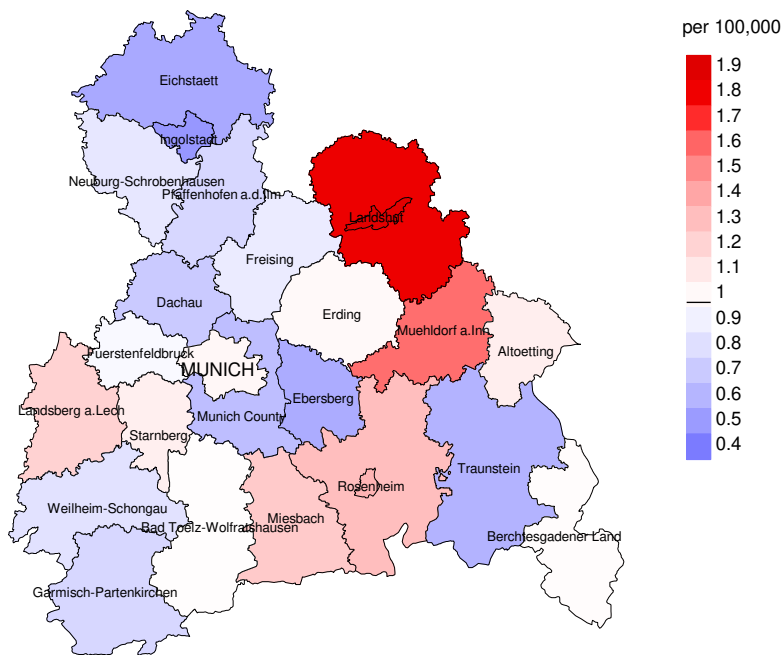 per 100,000
1.9
1.8
1.7
1.6
1.5
1.4
1.3
1.2
1.1
1
0.9
0.8
0.7
0.6
0.5
0.4
Eichstaett
Ingolstadt
Neuburg-Schrobenhausen
Pfaffenhofen a.d.Ilm
Landshut
Freising
Dachau
Erding
Muehldorf a.Inn
Altoetting
Fuerstenfeldbruck
MUNICH
Ebersberg
Landsberg a.Lech
Munich County
Starnberg
Traunstein
Rosenheim
Weilheim-Schongau
Miesbach
Bad Toelz-Wolfratshausen
Berchtesgadener Land
Garmisch-Partenkirchen